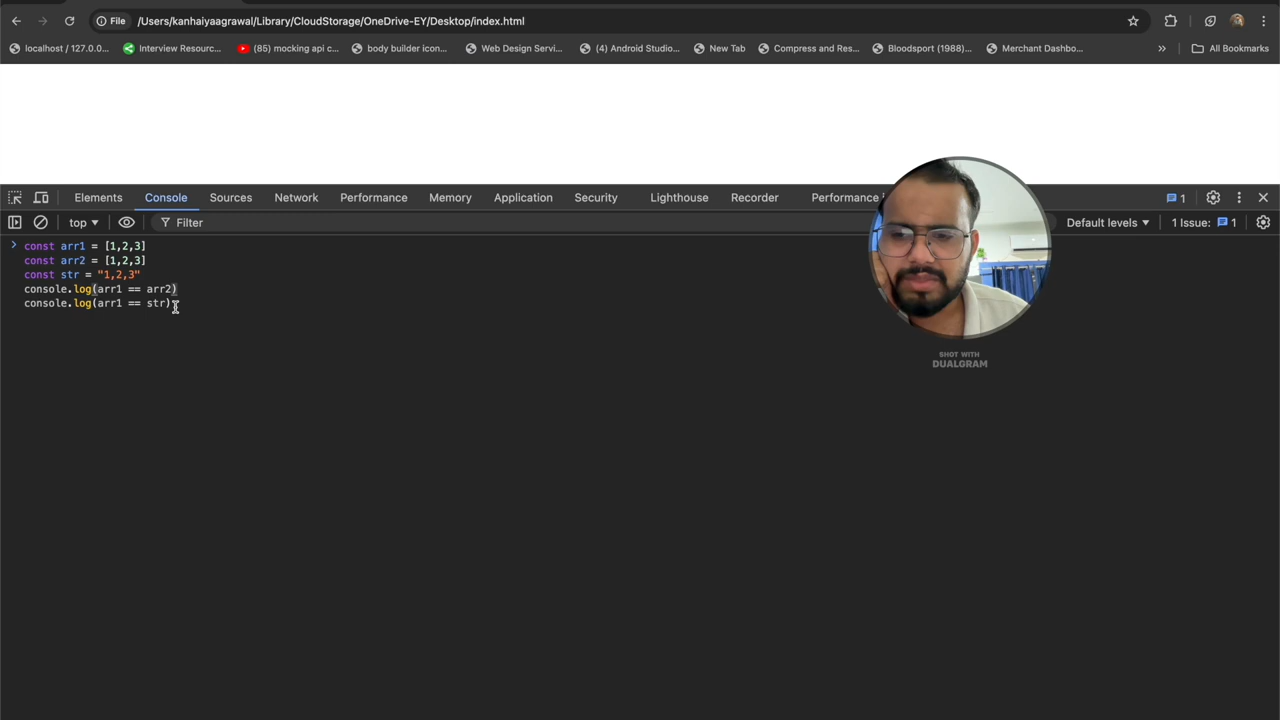 File /Users/kanhaiyaagrawal/Library/CloudStorage/OneDrive-EY/Desktop/index.html
localhost / 127.0.0... Interview Resourc... (85) mocking api c... body builder icon... Web Design Servi... (4) Android Studio... New Tab Compress and Res... Bloodsport (1988)... Merchant Dashbo... » All Bookmarks
Elements Console Sources Network Performance Memory Application Security Lighthouse Recorder Performance 1
top Filter Default levels 1 Issue: 1
const arr1 = [1,2,3]
const arr2 = [1,2,3]
const str = "1,2,3"
console.log(arr1 == arr2)
console.log(arr1 == str)
SHOT WITH
DUALGRAM